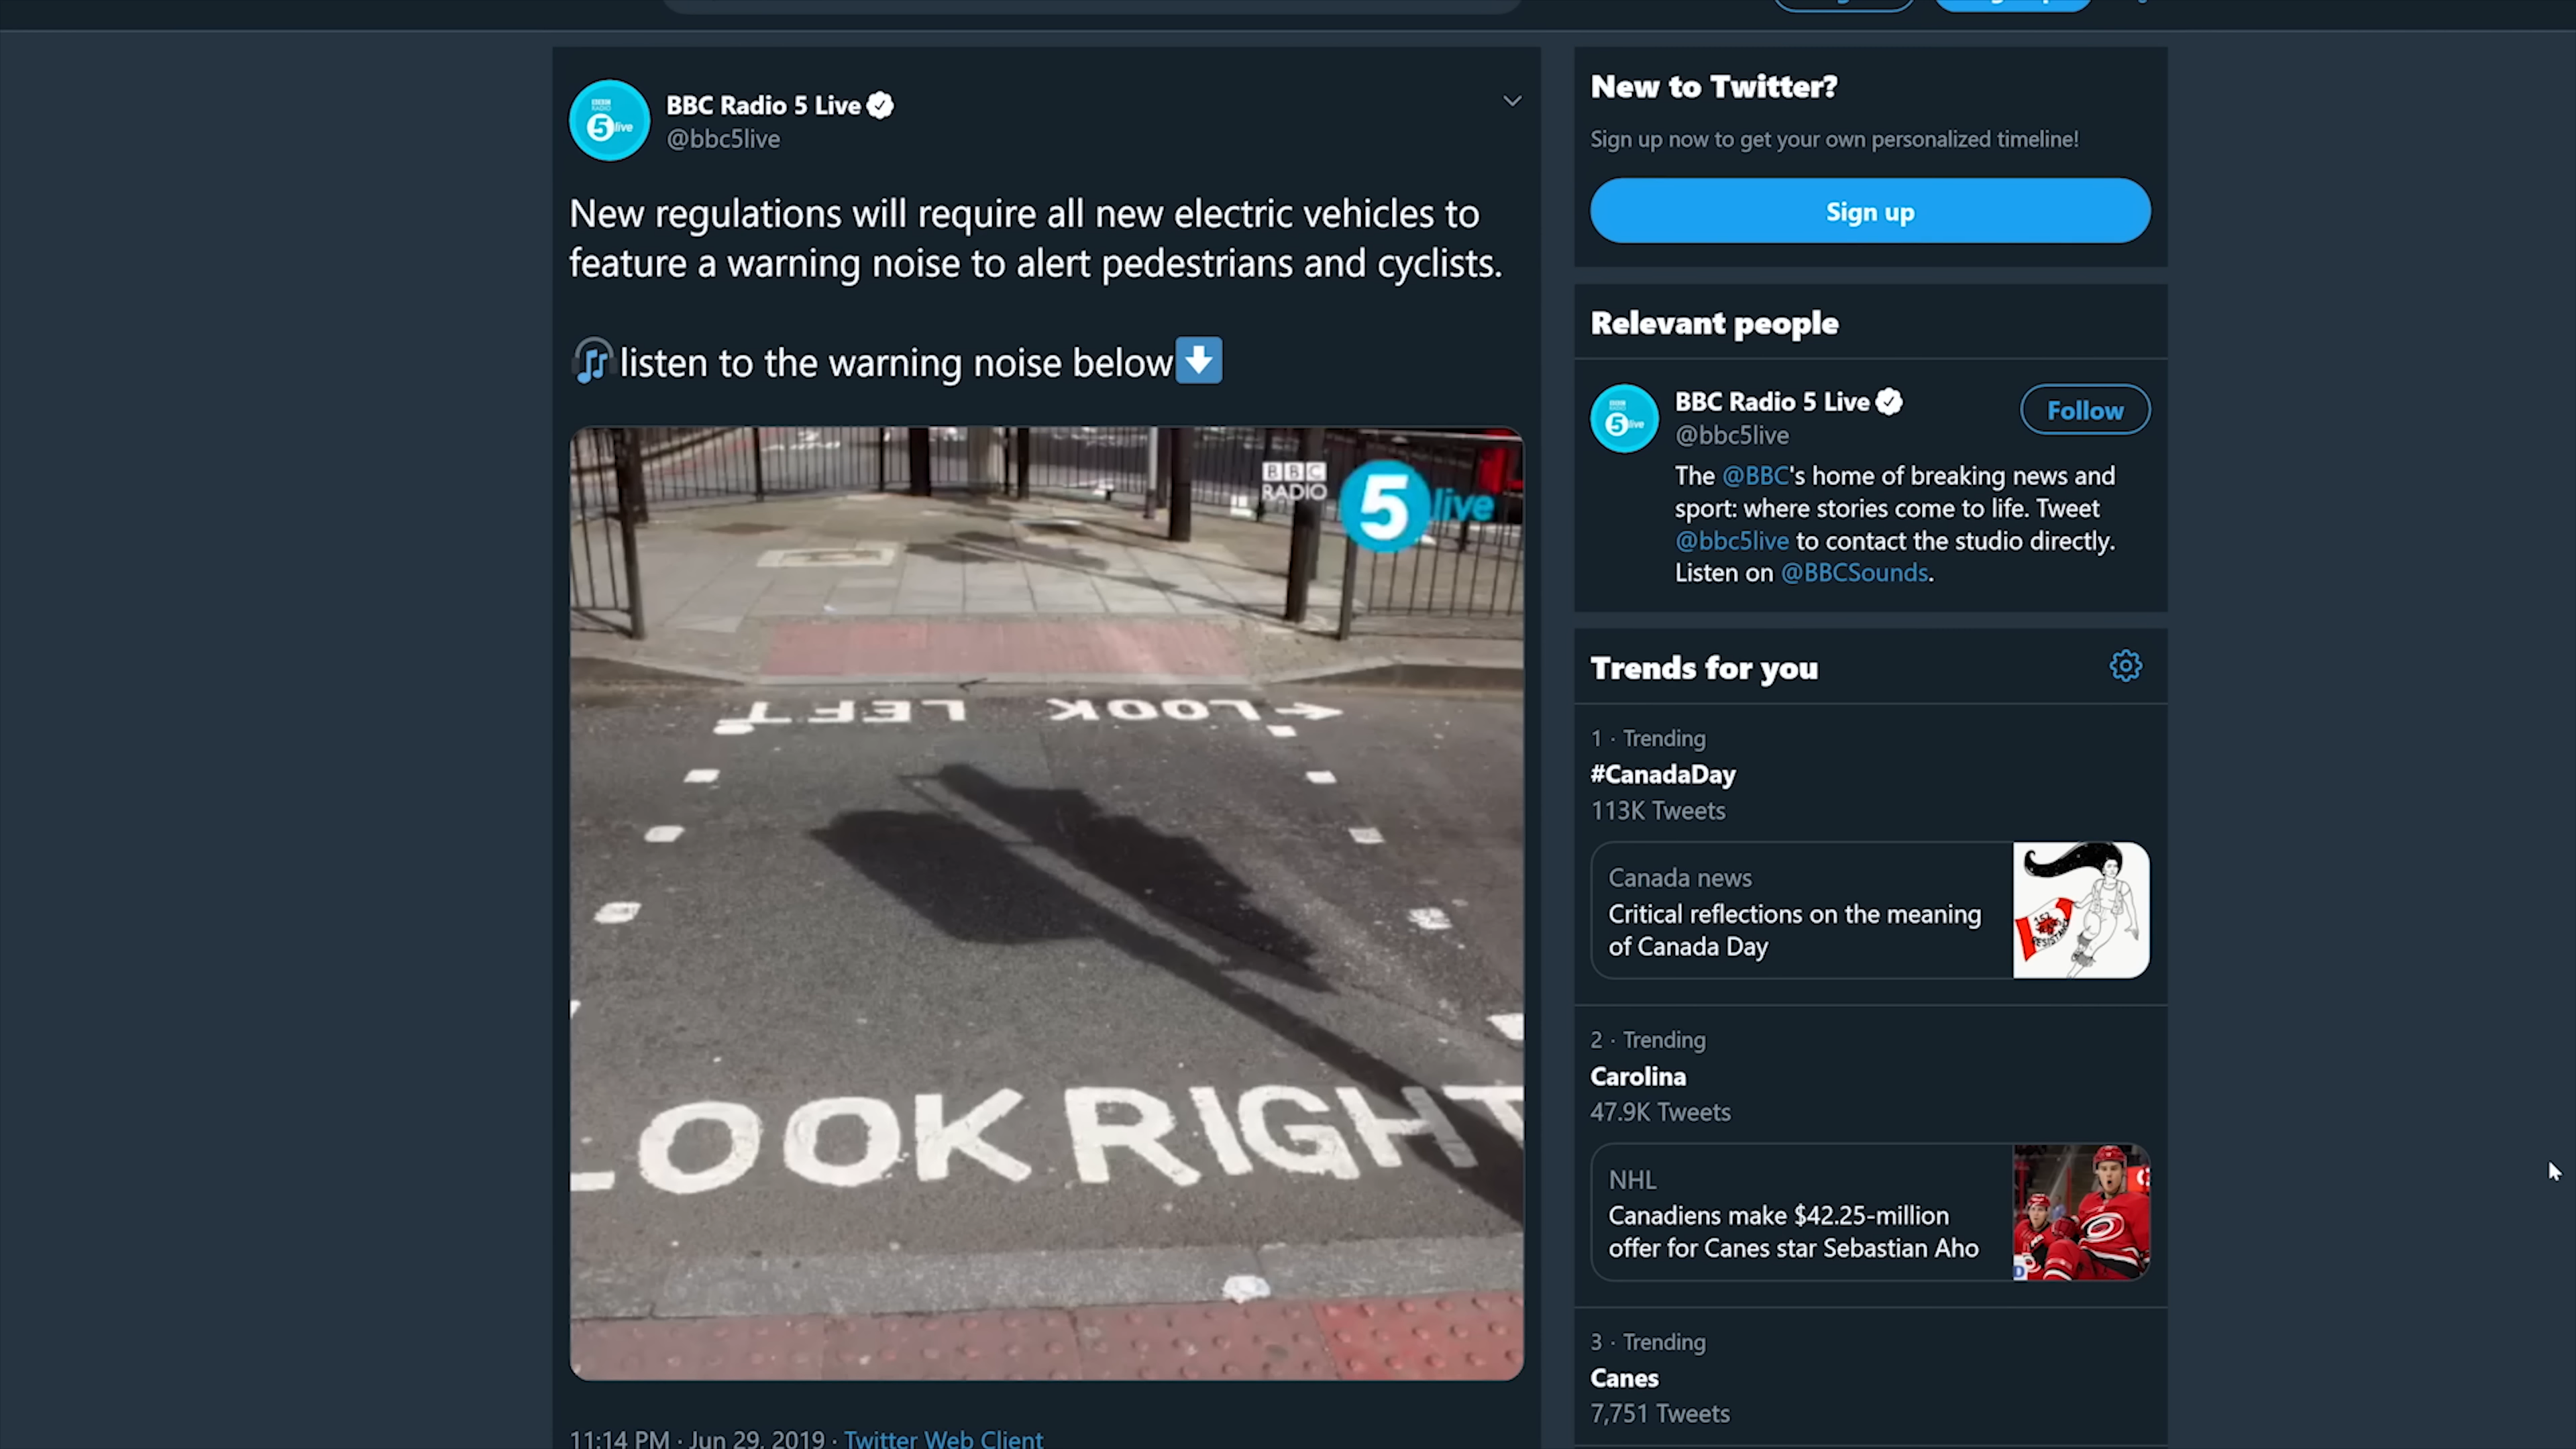 BBC RADIO 5 live
BBC Radio 5 Live
@bbc5live
New regulations will require all new electric vehicles to
feature a warning noise to alert pedestrians and cyclists.
listen to the warning noise below
BBC
RADIO
5 live
LOOK LEFT
LOOK RIGHT
11:14 PM · Jun 29, 2019 · Twitter Web Client
New to Twitter?
Sign up now to get your own personalized timeline!
Sign up
Relevant people
5 live
BBC Radio 5 Live
@bbc5live
Follow
The @BBC's home of breaking news and
sport: where stories come to life. Tweet
@bbc5live to contact the studio directly.
Listen on @BBCSounds.
Trends for you
1 · Trending
#CanadaDay
113K Tweets
Canada news
Critical reflections on the meaning
of Canada Day
2 · Trending
Carolina
47.9K Tweets
NHL
Canadiens make $42.25-million
offer for Canes star Sebastian Aho
3 · Trending
Canes
7,751 Tweets